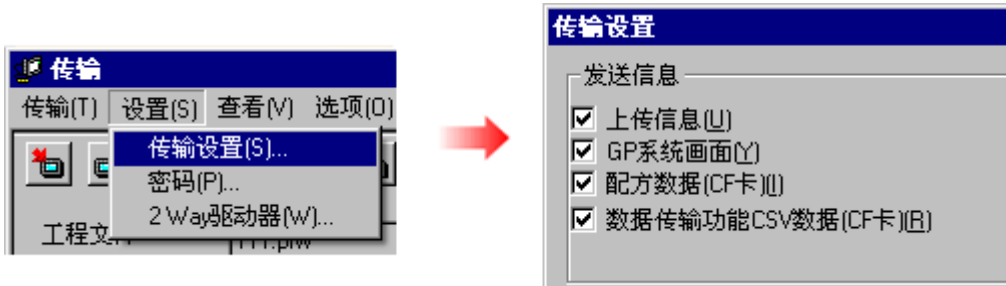 传输
传输(T) 设置(S) 查看(V) 选项(O)
传输设置(S)...
密码(P)...
2 Way驱动器(W)...
工程文
传输设置
发送信息
上传信息(U)
GP系统画面(Y)
配方数据(CF卡)(I)
数据传输功能CSV数据(CF卡)(R)